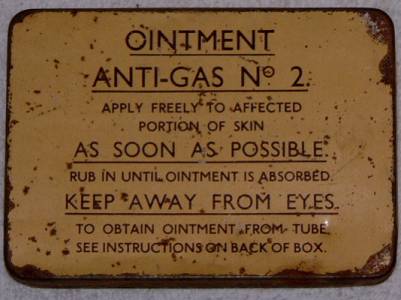 OINTMENT
ANTI-GAS Nº 2.
APPLY FREELY TO AFFECTED
PORTION OF SKIN
AS SOON AS POSSIBLE.
RUB IN UNTIL OINTMENT IS ABSORBED.
KEEP AWAY FROM EYES.
TO OBTAIN OINTMENT FROM TUBE
SEE INSTRUCTIONS ON BACK OF BOX.